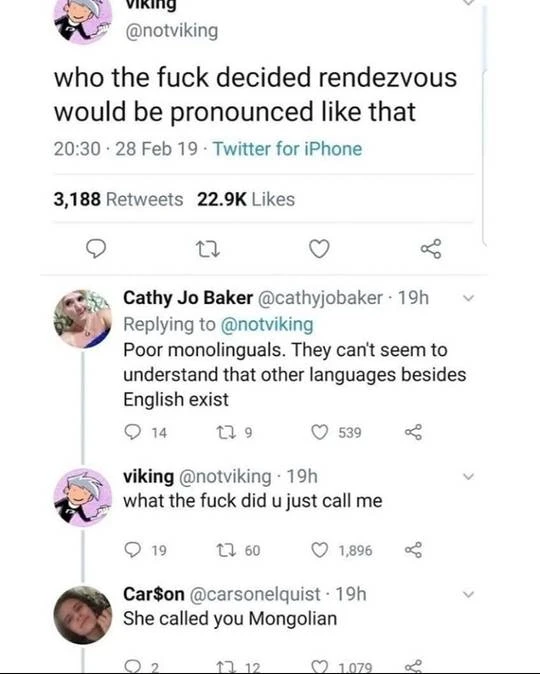 viking
@notviking
who the fuck decided rendezvous
would be pronounced like that
20:30 · 28 Feb 19 · Twitter for iPhone
3,188 Retweets 22.9K Likes
Cathy Jo Baker @cathyjobaker · 19h
Replying to @notviking
Poor monolinguals. They can't seem to
understand that other languages besides
English exist
14 9 539
viking @notviking · 19h
what the fuck did u just call me
19 60 1,896
Car$on @carsonelquist · 19h
She called you Mongolian
2 12 1,079